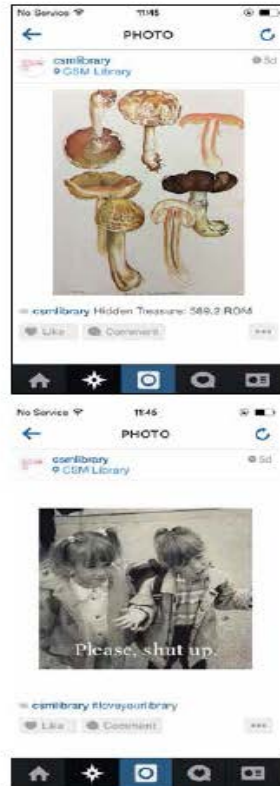 No Service 11:45
PHOTO
csmlibrary 5d
CSM Library
csmlibrary Hidden Treasure: 589.2 ROM
Like Comment
No Service 11:46
PHOTO
csmlibrary 5d
CSM Library
Please, shut up.
csmlibrary #loveyourlibrary
Like Comment